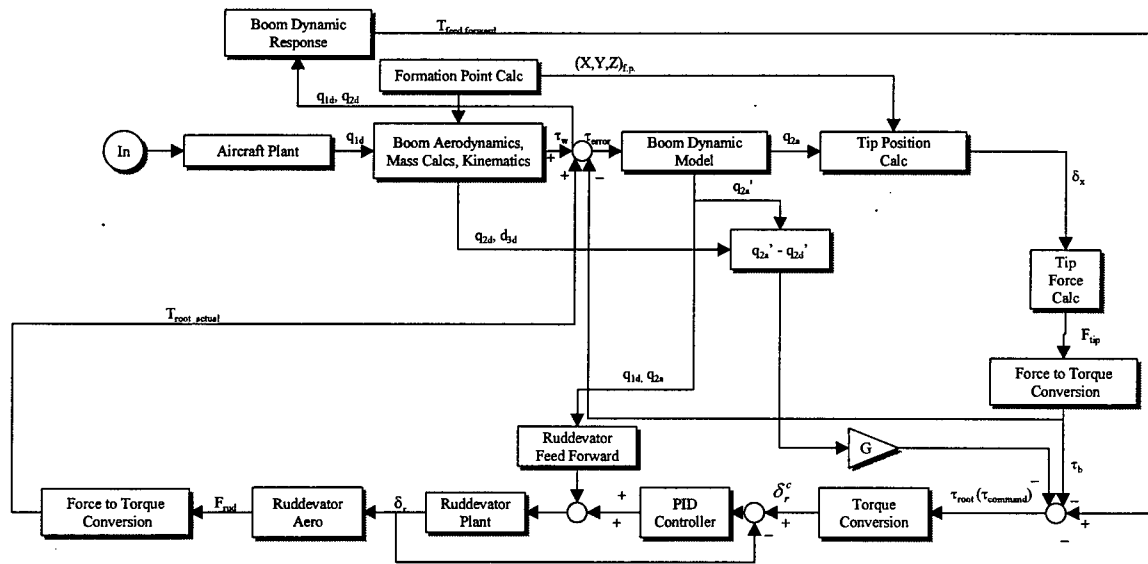 Boom Dynamic
Response
T_feed forward
Formation Point Calc
(X,Y,Z)_f.p.
q_1d, q_2d
In
Aircraft Plant
q_1d
Boom Aerodynamics,
Mass Calcs, Kinematics
τ_w
+
+
−
τ_error
Boom Dynamic
Model
q_2a
Tip Position
Calc
δ_x
q_2a'
q_2d, d_3d
q_2a' - q_2d'
Tip
Force
Calc
T_root_actual
F_tip
q_1d, q_2a
Force to Torque
Conversion
Ruddevator
Feed Forward
G
τ_b
Force to Torque
Conversion
F_rud
Ruddevator
Aero
δ_r
Ruddevator
Plant
+
+
PID
Controller
−
+
δ_r^c
Torque
Conversion
τ_root (τ_command)
−
−
+
−